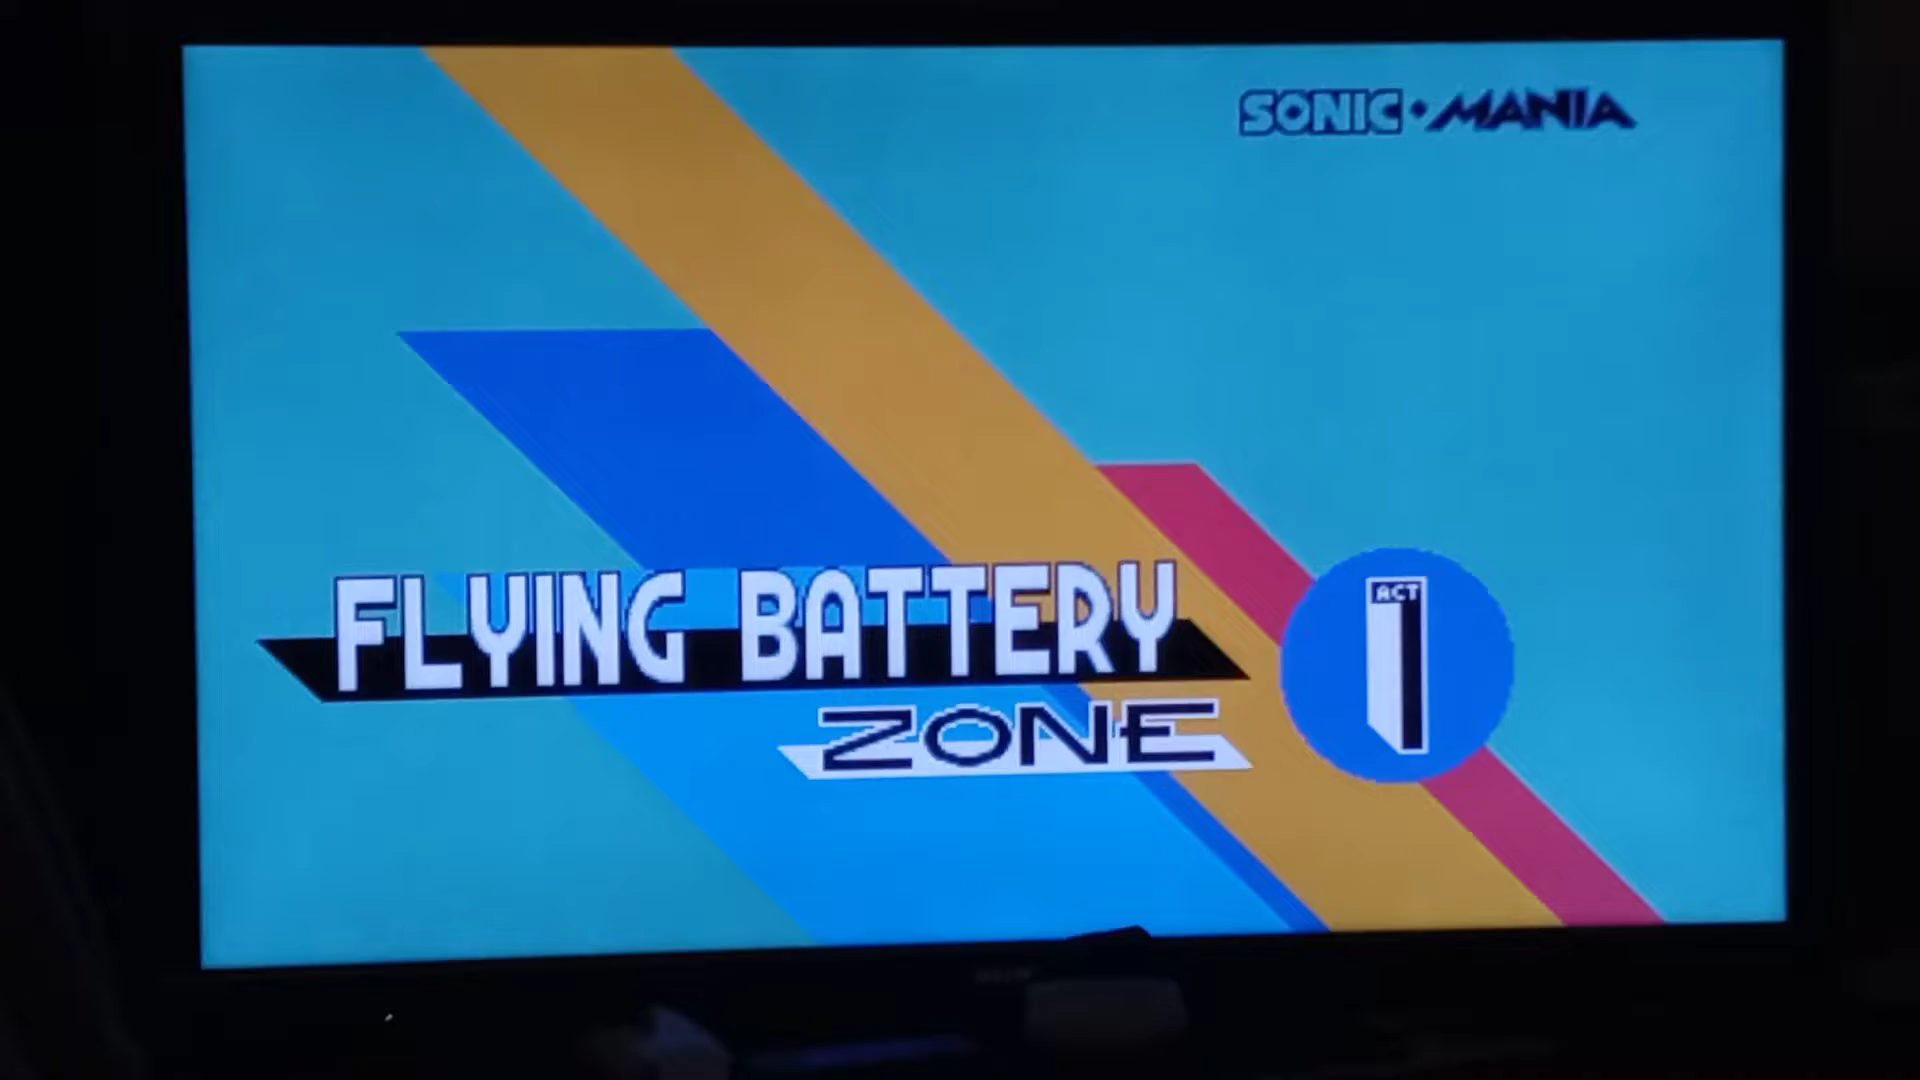 SONIC • MANIA
FLYING BATTERY
ZONE
ACT
1